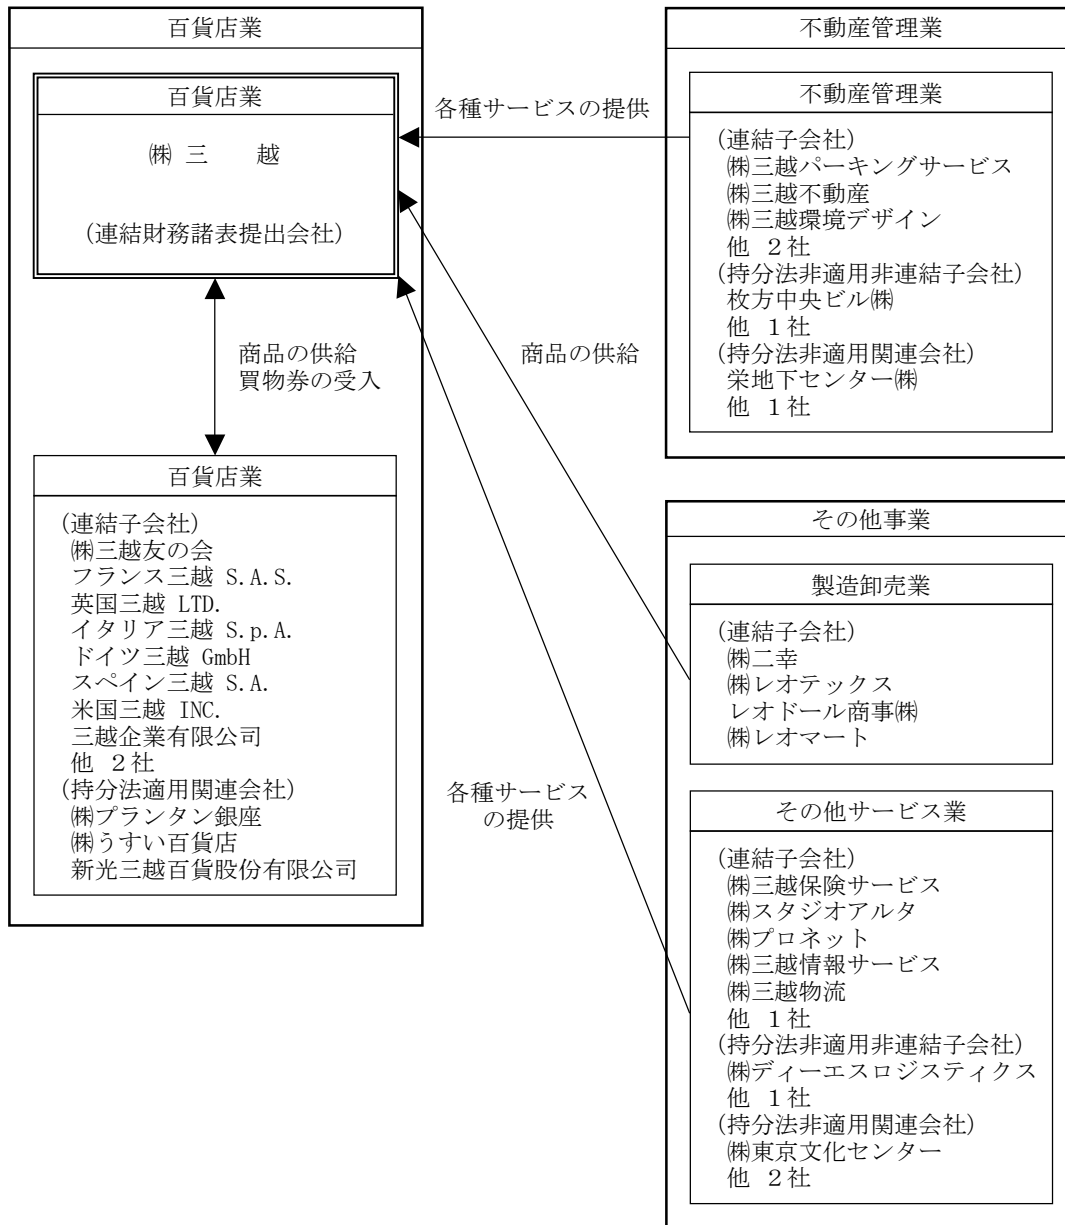 百貨店業
百貨店業
㈱ 三　　越
(連結財務諸表提出会社)
商品の供給
買物券の受入
百貨店業
(連結子会社)
㈱三越友の会
フランス三越 S.A.S.
英国三越 LTD.
イタリア三越 S.p.A.
ドイツ三越 GmbH
スペイン三越 S.A.
米国三越 INC.
三越企業有限公司
他 ２社
(持分法適用関連会社)
㈱プランタン銀座
㈱うすい百貨店
新光三越百貨股份有限公司
各種サービスの提供
商品の供給
各種サービス
の提供
不動産管理業
不動産管理業
(連結子会社)
㈱三越パーキングサービス
㈱三越不動産
㈱三越環境デザイン
他 ２社
(持分法非適用非連結子会社)
枚方中央ビル㈱
他 １社
(持分法非適用関連会社)
栄地下センター㈱
他 １社
その他事業
製造卸売業
(連結子会社)
㈱二幸
㈱レオテックス
レオドール商事㈱
㈱レオマート
その他サービス業
(連結子会社)
㈱三越保険サービス
㈱スタジオアルタ
㈱プロネット
㈱三越情報サービス
㈱三越物流
他 １社
(持分法非適用非連結子会社)
㈱ディーエスロジスティクス
他 １社
(持分法非適用関連会社)
㈱東京文化センター
他 ２社